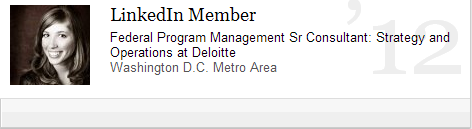 LinkedIn Member
Federal Program Management Sr Consultant: Strategy and
Operations at Deloitte
Washington D.C. Metro Area
’12